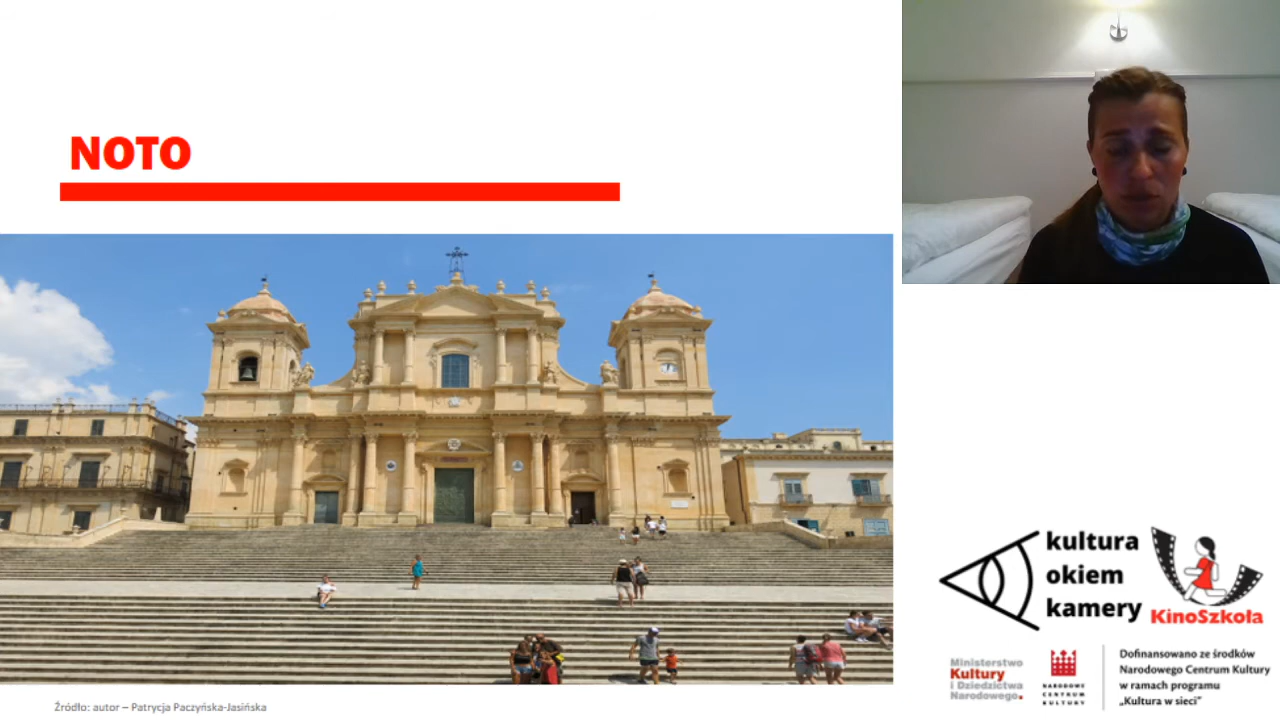 NOTO
kultura
okiem
kamery
KinoSzkoła
Ministerstwo
Kultury
i Dziedzictwa
Narodowego.
NARODOWE
CENTRUM
KULTURY
Dofinansowano ze środków
Narodowego Centrum Kultury
w ramach programu
„Kultura w sieci”
Źródło: autor – Patrycja Paczyńska-Jasińska